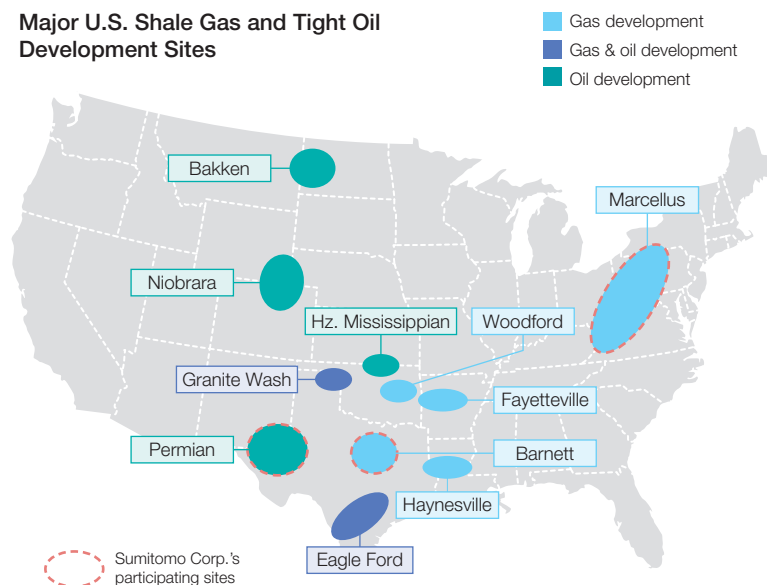 Major U.S. Shale Gas and Tight Oil
Development Sites
Gas development
Gas & oil development
Oil development
Bakken
Marcellus
Niobrara
Hz. Mississippian
Woodford
Granite Wash
Fayetteville
Permian
Barnett
Haynesville
Eagle Ford
Sumitomo Corp.'s
participating sites